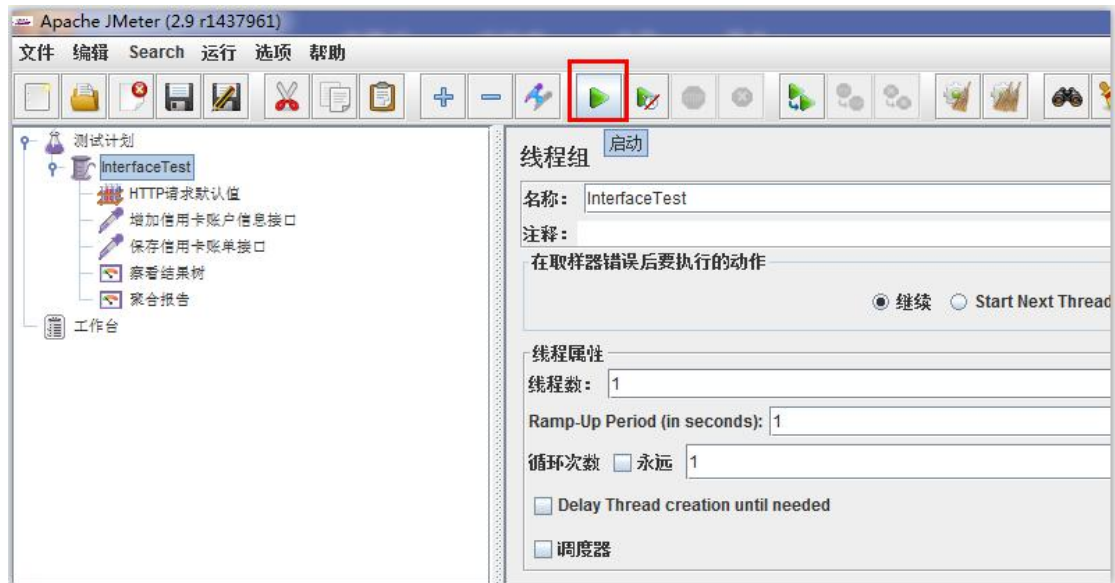 Apache JMeter (2.9 r1437961)
文件 编辑 Search 运行 选项 帮助
启动
测试计划
InterfaceTest
HTTP请求默认值
增加信用卡账户信息接口
保存信用卡账单接口
察看结果树
聚合报告
工作台
线程组
名称： InterfaceTest
注释：
在取样器错误后要执行的动作
继续 Start Next Thread
线程属性
线程数： 1
Ramp-Up Period (in seconds): 1
循环次数 永远 1
Delay Thread creation until needed
调度器